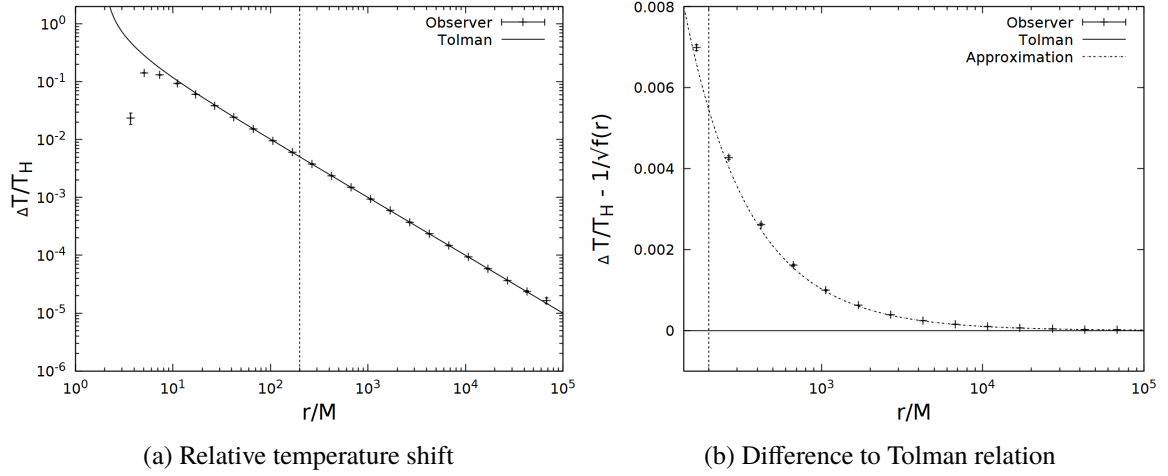 Observer
Tolman
ΔT/T_H
10^0
10^-1
10^-2
10^-3
10^-4
10^-5
10^-6
10^0 10^1 10^2 10^3 10^4 10^5
r/M
(a) Relative temperature shift
Observer
Tolman
Approximation
Δ T/T_H - 1/√f(r)
0.008
0.006
0.004
0.002
0
10^3 10^4 10^5
r/M
(b) Difference to Tolman relation